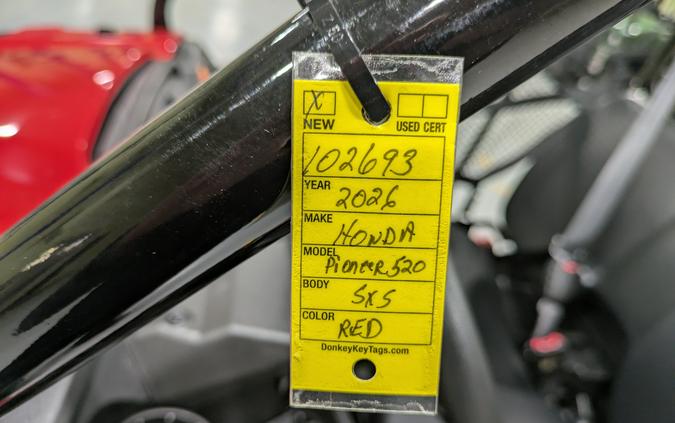 X
NEW USED CERT
102693
YEAR 2026
MAKE HONDA
MODEL Pioneer 520
BODY SXS
COLOR RED
DonkeyKeyTags.com